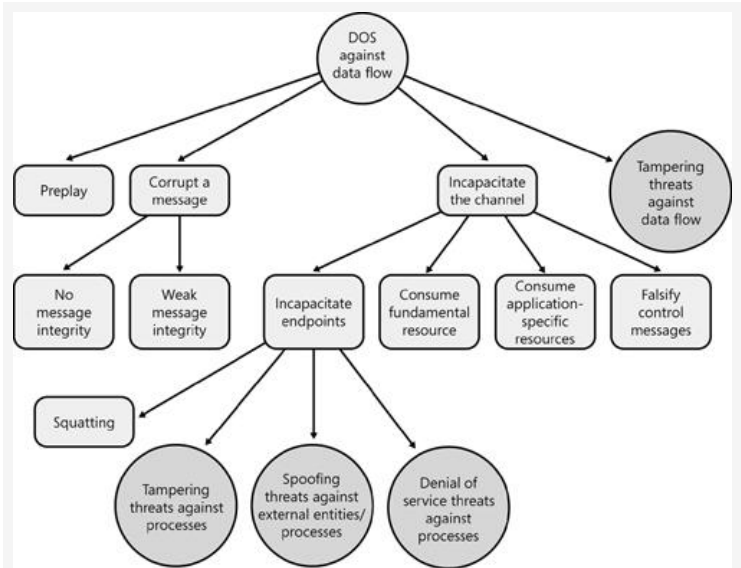 DOS
against
data flow
Preplay
Corrupt a
message
Incapacitate
the channel
Tampering
threats
against
data flow
No
message
integrity
Weak
message
integrity
Incapacitate
endpoints
Consume
fundamental
resource
Consume
application-
specific
resources
Falsify
control
messages
Squatting
Tampering
threats against
processes
Spoofing
threats against
external entities/
processes
Denial of
service threats
against
processes